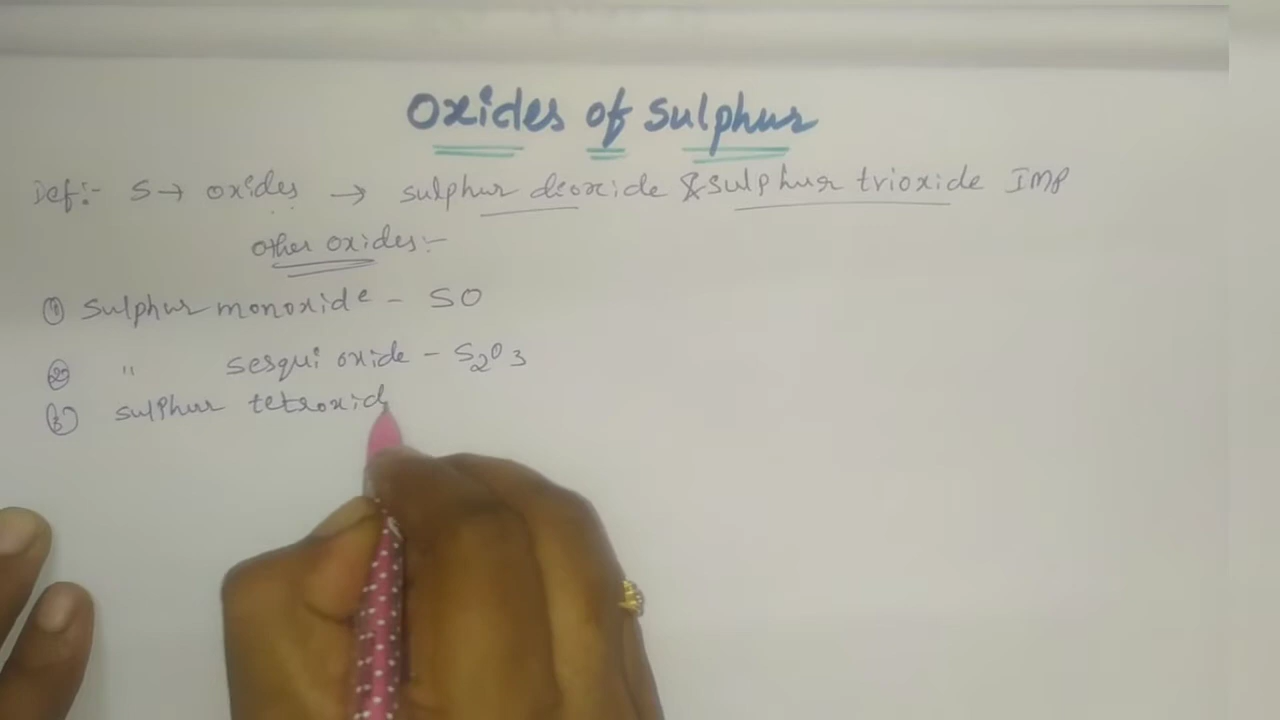 Oxides of Sulphur
Def:- S → oxides → sulphur dioxide & sulphur trioxide IMP
other oxides:-
① Sulphur monoxide - SO
② " sesqui oxide - S₂O₃
③ sulphur tetroxid